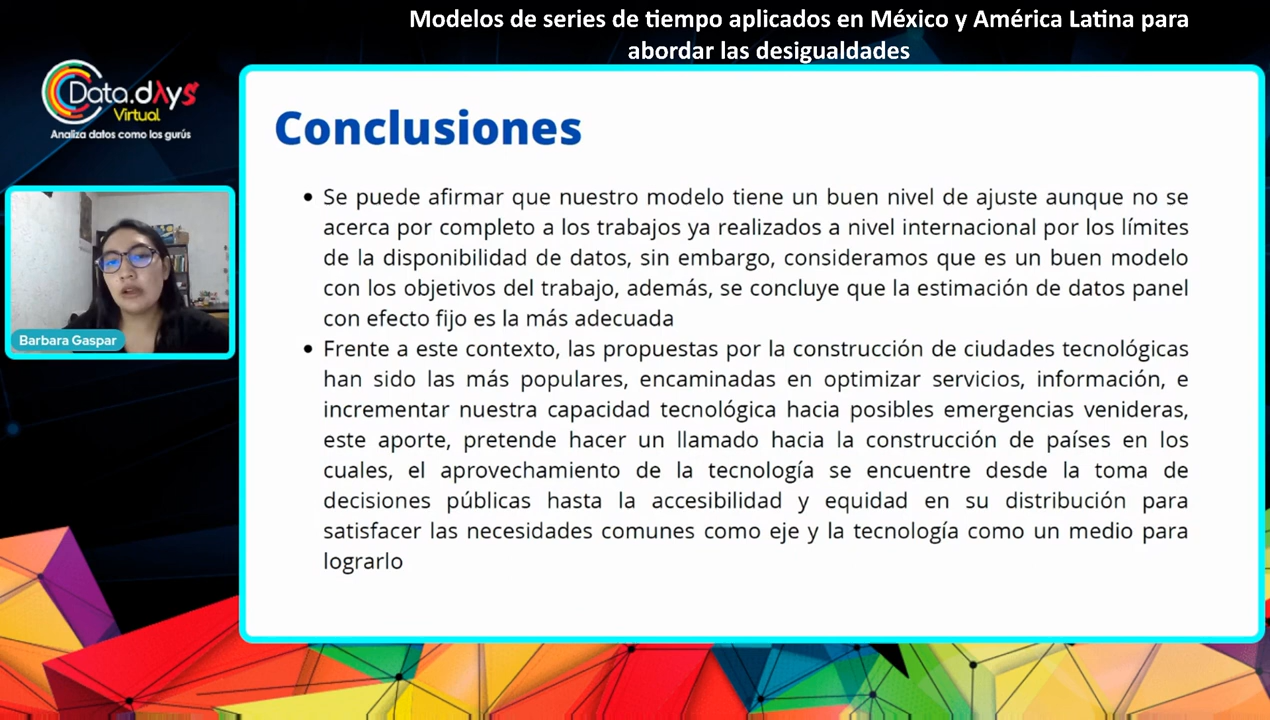 Modelos de series de tiempo aplicados en México y América Latina para
abordar las desigualdades
Data.dAys
Virtual
Analiza datos como los gurús
Barbara Gaspar
Conclusiones
• Se puede afirmar que nuestro modelo tiene un buen nivel de ajuste aunque no se
acerca por completo a los trabajos ya realizados a nivel internacional por los límites
de la disponibilidad de datos, sin embargo, consideramos que es un buen modelo
con los objetivos del trabajo, además, se concluye que la estimación de datos panel
con efecto fijo es la más adecuada
• Frente a este contexto, las propuestas por la construcción de ciudades tecnológicas
han sido las más populares, encaminadas en optimizar servicios, información, e
incrementar nuestra capacidad tecnológica hacia posibles emergencias venideras,
este aporte, pretende hacer un llamado hacia la construcción de países en los
cuales, el aprovechamiento de la tecnología se encuentre desde la toma de
decisiones públicas hasta la accesibilidad y equidad en su distribución para
satisfacer las necesidades comunes como eje y la tecnología como un medio para
lograrlo